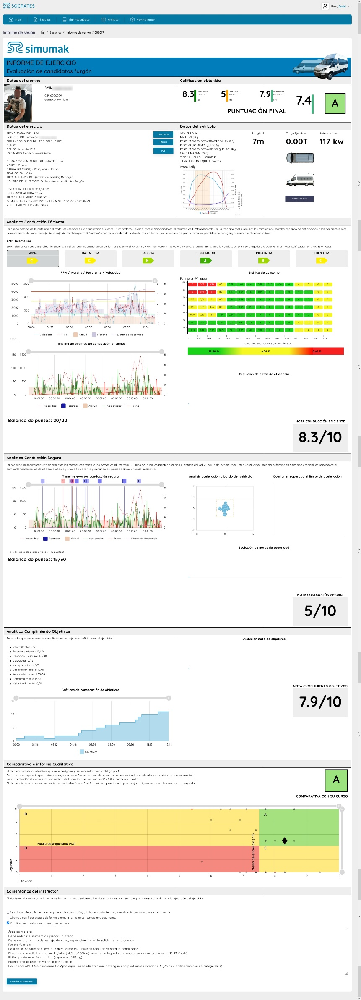 SOCRATES
Hola, David
Inicio
Sesiones
Plan Pedagógico
Analítica
Administración
Informe de sesión
Sesiones
Informe de sesión #1005017
simumak
INFORME DE EJERCICIO
Evaluación de candidatos furgón
Datos del alumno
Calificación obtenida
RAUL
CIP: 0000009
GENERO: Hombre
8.3
Conducción Eficiente
5
Conducción Segura
7.9
Puntuación Objetivos
7.4
A
PUNTUACIÓN FINAL
Datos del ejercicio
Datos del vehículo
FECHA: 10/10/2022 18:54
INSTRUCTOR: Fernando
CURSO:
GRUPO: Jornada 1010
ESCENARIO: Conducción eficiente
Telemetría
Replay
PDF
CLIMA / MOMENTO DEL DÍA: Soleado / Día
VEHÍCULO: Van
CARGA: 0% (0.00T) - Pasajeros - Uniform
TRAFICO: Sin tráfico
TIPO DE EJERCICIO: Ejercicio de Training Manager
NOMBRE DEL EJERCICIO: Evaluación de candidatos furgón
DISTANCIA RECORRIDA: 4,94 Km
DIFERENCIA ALTURA: 23 m
TIEMPO EMPLEADO: 13 minutos
COMBUSTIBLE CONSUMIDO: 0,98 L - 14,91 L/100 Km - 5,03 Km/L
VELOCIDAD MEDIA: 23,04 Km/h
VEHÍCULO: Van
MMA: 5000Kg
PESO VACIO CABEZA TRACTORA: 2640Kg
PESO VACIO REMOLQUE: 0Kg
PESO VACIO CABEZA+REMOLQUE: 2640Kg
CARGA MÁXIMA: 19Kg
TIPO VEHÍCULO: MICROBUS
TAMAÑO REMOLQUE: 0 metros
Longitud
7m
Carga Ejercicio
0.00T
Potencia max.
117 kw
Iveco Daily
Ficha vehículo
Analítica Conducción Eficiente
La buena gestión de la potencia del motor es esencial en la conducción eficiente. Es importante llevar al motor trabajando en el régimen de RPMs adecuado (en la franja verde) y realizar los cambios de marcha con algo de anticipación a las pendientes más
pronunciadas. Un buen manejo de la caja de cambios permitirá además que la velocidad del vehículo sea uniforme, reduciéndose así por lo tanto las pérdidas de energía y el consumo de combustible.
SMK Telematics
SMK Telematics ayuda a evaluar la eficiencia del conductor, gestionando de forma eficiente el RALENTI, RPM, TEMPOMAP, INERCIA y FRENO. Especial atención a la conducción previsora ayudará a obtener una mejor calificación en SMK Telematics.
MEDIA
C
RALENTI (%)
C
RPM (%)
B
TEMPOMAT (%)
A
INERCIA (%)
B
FRENO (%)
C
RPM / Marcha / Pendiente / Velocidad
5,000 1,500
4,000
3,000 1,000
2,000
1,000 500
0 0
6 80
4 60
2 40
0 20
-2 0
00:00 01:59 03:58 05:57 07:56 09:55 11:54
Velocidad RPM Altitud Marcha Distancia Recorrida
Gráfica de consumo
Par motor (%) hasta
Gama de revoluciones (1/min) hasta
92.50 % 6.84 % 0.66 %
Timeline de eventos de conducción eficiente
150 1,500
100 1,000
50 500
0 0
80
60
40
20
0
00:01:00 00:02:30 00:04:00 00:05:30 00:07:00 00:08:30 00:10:00 00:11:30
Velocidad Retarder Altitud Acelerador Freno
Evolución de notas de eficiencia
Balance de puntos: 20/20
NOTA CONDUCCIÓN EFICIENTE
8.3/10
Analítica Conducción Segura
La conducción segura consiste en respetar las normas de tráfico, a los demás conductores y usuarios de la vía, en prestar atención al estado del vehículo y la del propio conductor. Conducir de manera defensiva es asimismo esencial, anticipándose al
comportamiento de los demás conductores y situación de la vía y evitando así posibles situaciones de accidente.
Timeline eventos conducción segura
150 1,500
100 1,000
50 500
0 0
80
60
40
20
0
00:01:00 00:02:30 00:04:00 00:05:30 00:07:00 00:08:30 00:10:00 00:11:30
Velocidad Retarder Altitud Acelerador Freno Distancia Recorrida
Analisis aceleración a bordo del vehículo
2
1
0
-1
-2
-2 0 2
Ocasiones superado el límite de aceleración
(1) Fuera de pista: 3 veces (-15 puntos)
Balance de puntos: 15/30
Evolución de notas de seguridad
NOTA CONDUCCIÓN SEGURA
5/10
Analítica Cumplimiento Objetivos
En este bloque evaluamos el cumplimiento de objetivos definidos en el ejercicio
Intermitentes 5/7
Estacionamientos 10/10
Reacción y esquiva 40/40
Velocidad 12/15
Incorporaciones 6/9
Separación lateral 10/10
Separación frontal 10/10
Consumo medio 1/20
Velocidad media 10/10
Evolución nota de objetivos
NOTA CUMPLIMIENTO OBJETIVOS
7.9/10
Gráficas de consecución de objetivos
15
10
5
0
00:00 01:36 03:12 04:48 06:24 08:00 09:36 11:12 12:48
Objetivos
Comparativa e informe Cualitativo
El alumno cumple los objetivos que se le designan, y se encuentra dentro del grupo A
Se trata de un operario que a nivel de seguridad esta 0,8 por encima de la media con respecto al resto de alumnos objeto de la comparativa.
En la conducción eficiente esta por encima de la media, con una puntuación 0,8 superior a la media
El alumno tiene una buena puntuación en todas las áreas. Podría continuar practicando para mejorar ligeramente su desarrollo en la seguridad
A
COMPARATIVA CON SU CURSO
B
A
Media de Seguridad (4.2)
Media de eficiencia (7.5)
D
C
Seguridad
10
8
6
4
2
0
0 1 2 3 4 5 6 7 8 9 10
Eficiencia
Comentarios del instructor
El siguiente bloque se cumplimenta de forma opcional, en base a las observaciones que realiza el propio instructor durante la ejecución del ejercicio
Se coloca adecuadamente en el puesto de conducción, y lo hace manteniendo generalmente ambas manos en el volante.
Observa con frecuencia y de forma correcta los espejos retrovisores exteriores.
Practica una conducción suave y respetuosa.
Área de mejora:
Debe reducir el número de pisadas al freno
Debe mejorar el uso del espejo derecho, especialmente en la salida de las glorietas
Puntos fuertes:
Raúl es un conductor suave que demuestra muy buenas facultades para la conducción.
El consumo medio ha sido medio/alto (14,91 L/100Km) pero se ha logrado con una buena velocidad media (18,93 Km/h)
El tiempo de reacción ha sido (supera un 0.86 sg)
Buena actitud preventiva en la conducción
Resultado: APTO (se considera No Apto aquellos candidatos que obtengan una puntuación inferior a 6 y/o su clasificación sea de categoría D)
Guardar comentarios